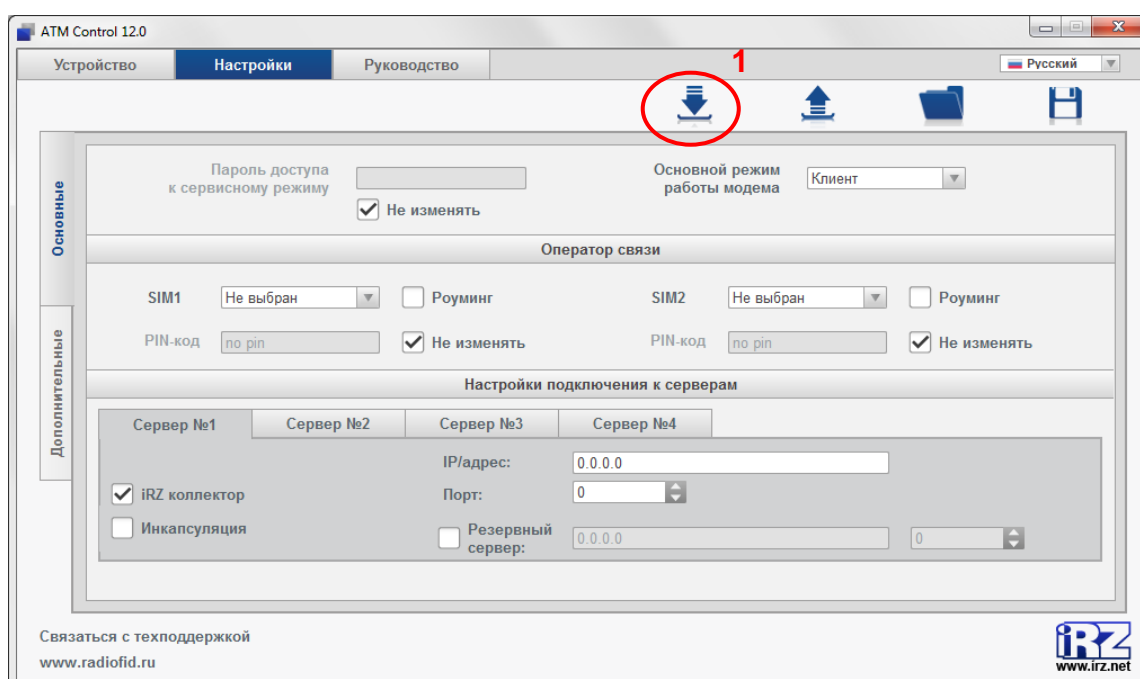 ATM Control 12.0
Устройство Настройки Руководство Русский
1
Основные
Дополнительные
Пароль доступа
к сервисному режиму
Не изменять
Основной режим
работы модема
Клиент
Оператор связи
SIM1 Не выбран Роуминг SIM2 Не выбран Роуминг
PIN-код no pin Не изменять PIN-код no pin Не изменять
Настройки подключения к серверам
Сервер №1 Сервер №2 Сервер №3 Сервер №4
IP/адрес: 0.0.0.0
iRZ коллектор Порт: 0
Инкапсуляция
Резервный
сервер:
0.0.0.0 0
Связаться с техподдержкой
www.radiofid.ru
iRZ
www.irz.net